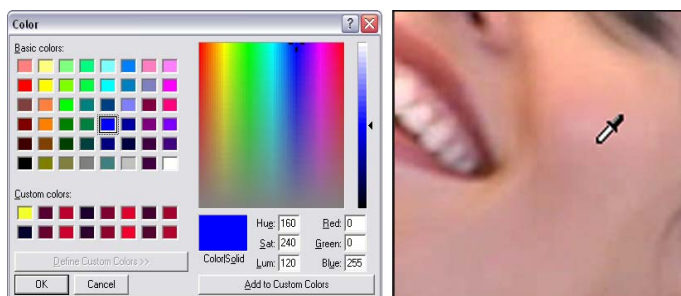 Color
Basic colors:
Custom colors:
Define Custom Colors >>
OK Cancel
Color|Solid
Hue: 160 Red: 0
Sat: 240 Green: 0
Lum: 120 Blue: 255
Add to Custom Colors